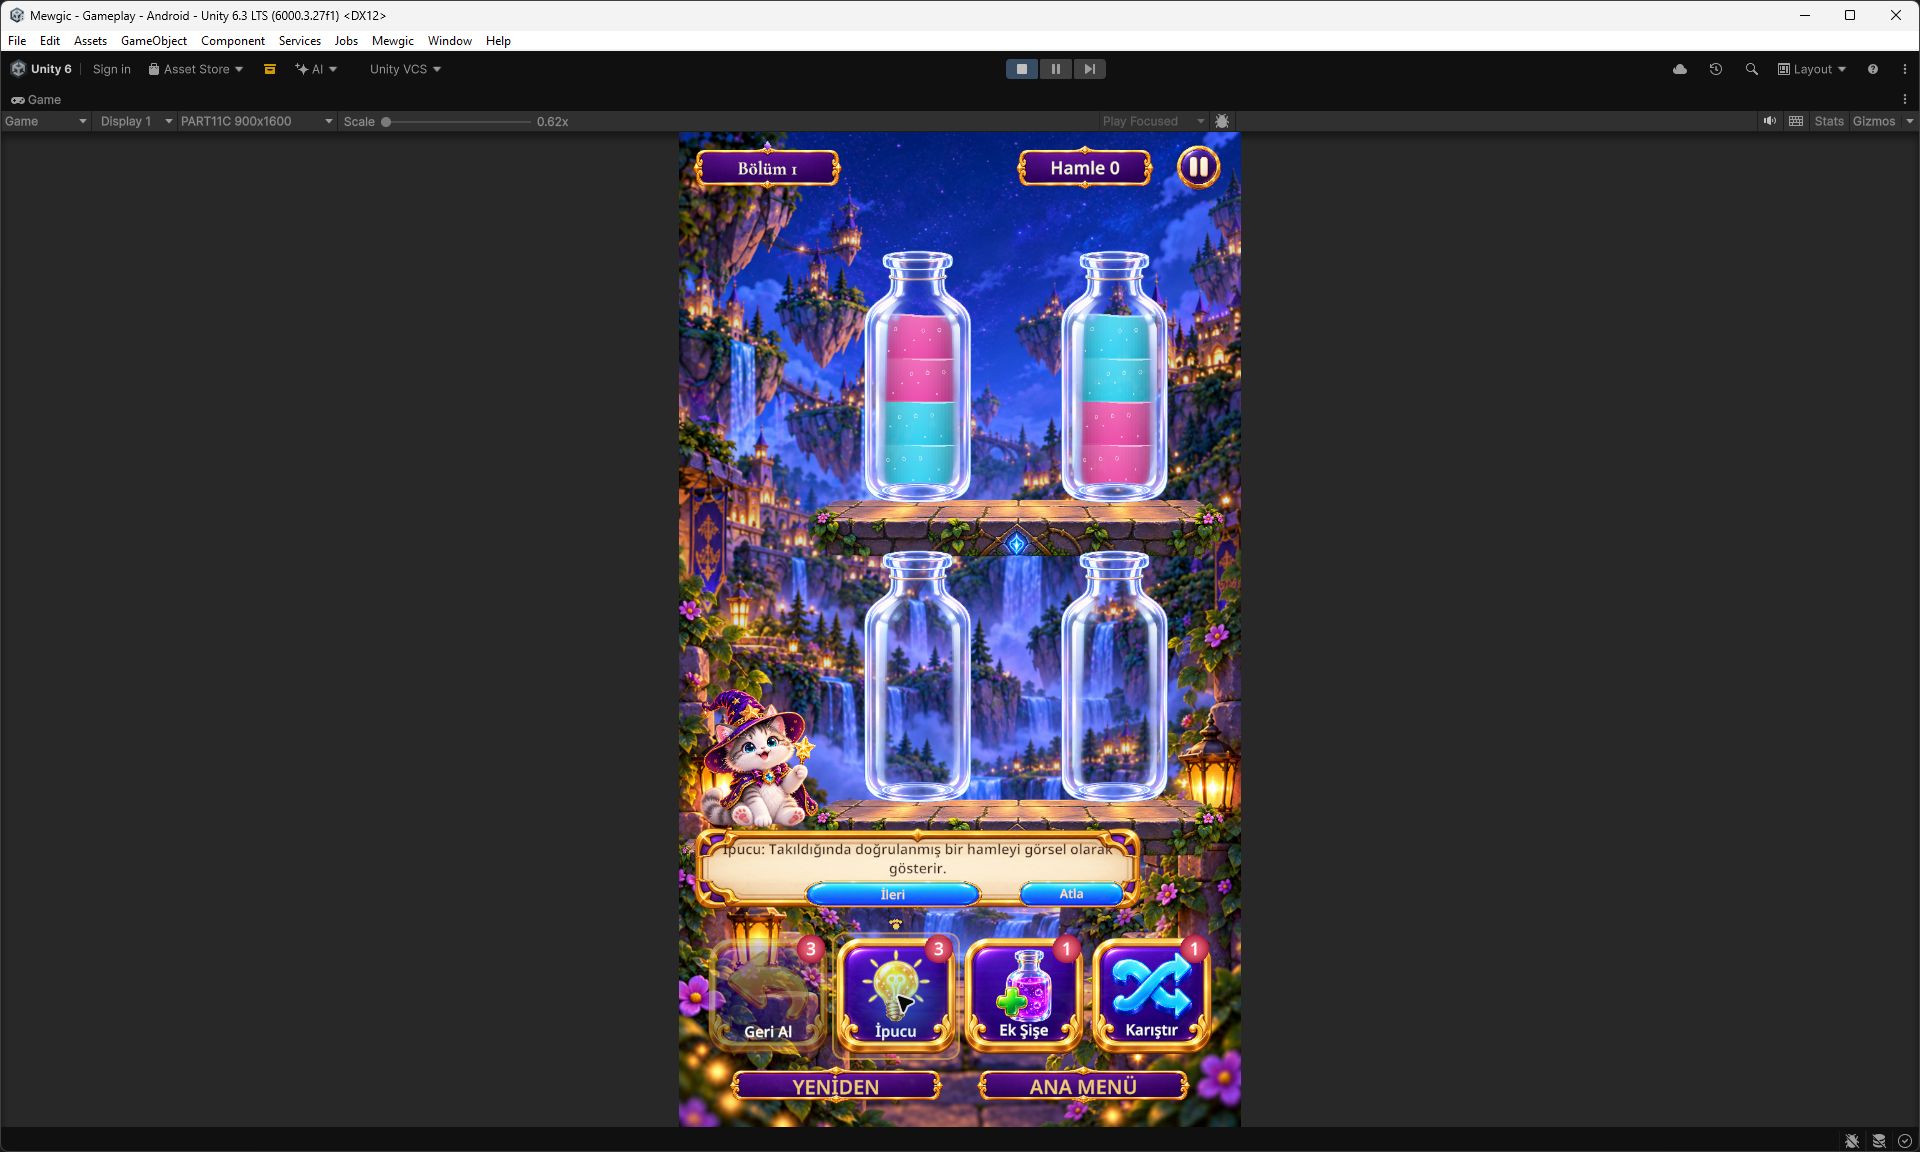 Mewgic - Gameplay - Android - Unity 6.3 LTS (6000.3.27f1) <DX12>
File Edit Assets GameObject Component Services Jobs Mewgic Window Help
Unity 6 Sign in Asset Store AI Unity VCS Layout
Game
Game Display 1 PART11C 900x1600 Scale 0.62x Play Focused Stats Gizmos
Bölüm 1 Hamle 0
İpucu: Takıldığında doğrulanmış bir hamleyi görsel olarak
gösterir.
İleri Atla
3 3 1 1
Geri Al İpucu Ek Şişe Karıştır
YENİDEN ANA MENÜ